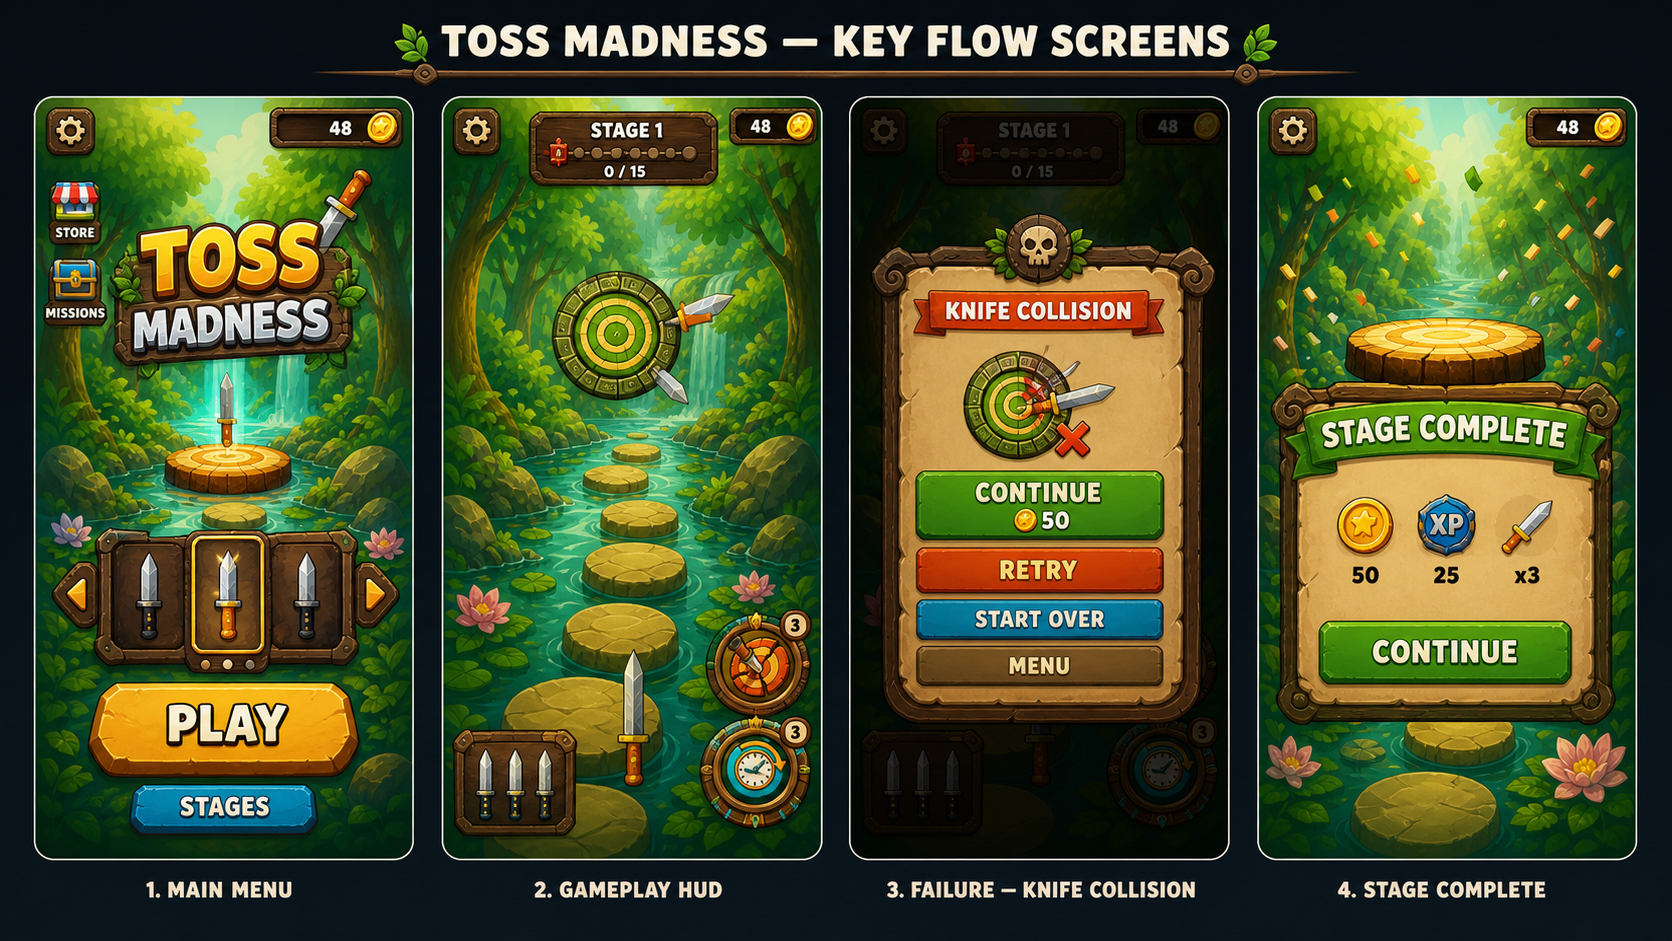 TOSS MADNESS — KEY FLOW SCREENS
48
STORE
MISSIONS
TOSS
MADNESS
PLAY
STAGES
1. MAIN MENU
STAGE 1
0 / 15
48
3
3
2. GAMEPLAY HUD
STAGE 1
0 / 15
48
KNIFE COLLISION
CONTINUE
50
RETRY
START OVER
MENU
3
3. FAILURE — KNIFE COLLISION
48
STAGE COMPLETE
XP
50
25
x3
CONTINUE
4. STAGE COMPLETE